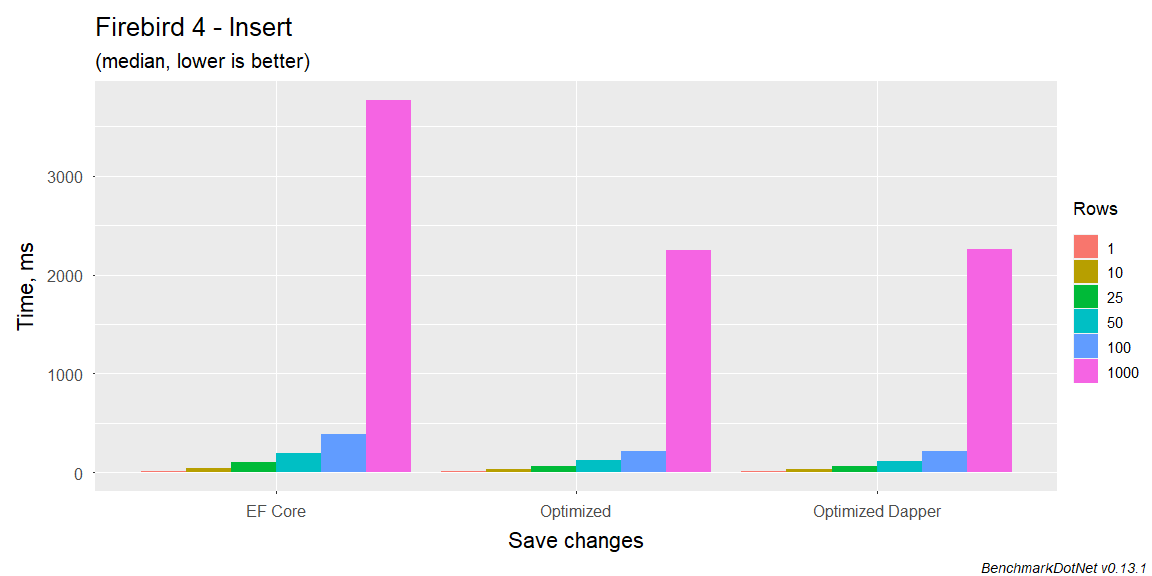 Firebird 4 - Insert
(median, lower is better)
Time, ms
3000
2000
1000
0
EF Core
Optimized
Optimized Dapper
Save changes
Rows
1
10
25
50
100
1000
BenchmarkDotNet v0.13.1